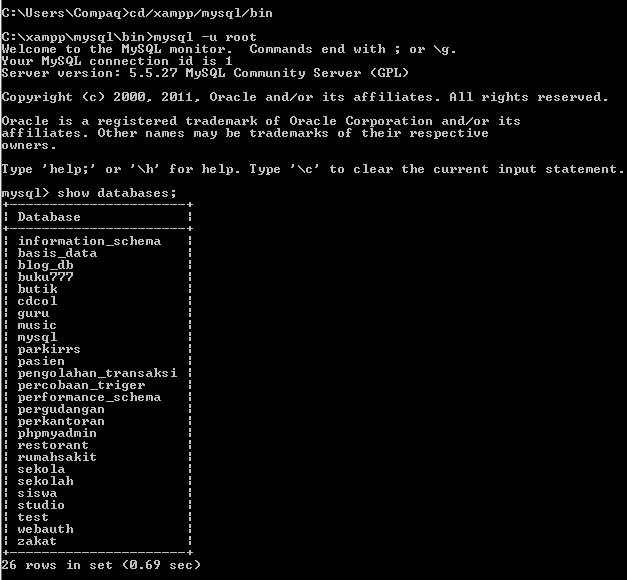 C:\Users\Compaq>cd/xampp/mysql/bin
C:\xampp\mysql\bin>mysql -u root
Welcome to the MySQL monitor.  Commands end with ; or \g.
Your MySQL connection id is 1
Server version: 5.5.27 MySQL Community Server (GPL)
Copyright (c) 2000, 2011, Oracle and/or its affiliates. All rights reserved.
Oracle is a registered trademark of Oracle Corporation and/or its
affiliates. Other names may be trademarks of their respective
owners.
Type 'help;' or '\h' for help. Type '\c' to clear the current input statement.
mysql> show databases;
+----------------------+
| Database             |
+----------------------+
| information_schema   |
| basis_data           |
| blog_db              |
| buku777              |
| butik                |
| cdcol                |
| guru                 |
| music                |
| mysql                |
| parkirrs             |
| pasien               |
| pengolahan_transaksi |
| percobaan_triger     |
| performance_schema   |
| pergudangan          |
| perkantoran          |
| phpmyadmin           |
| restorant            |
| rumahsakit           |
| sekola               |
| sekolah              |
| siswa                |
| studio               |
| test                 |
| webauth              |
| zakat                |
+----------------------+
26 rows in set (0.69 sec)